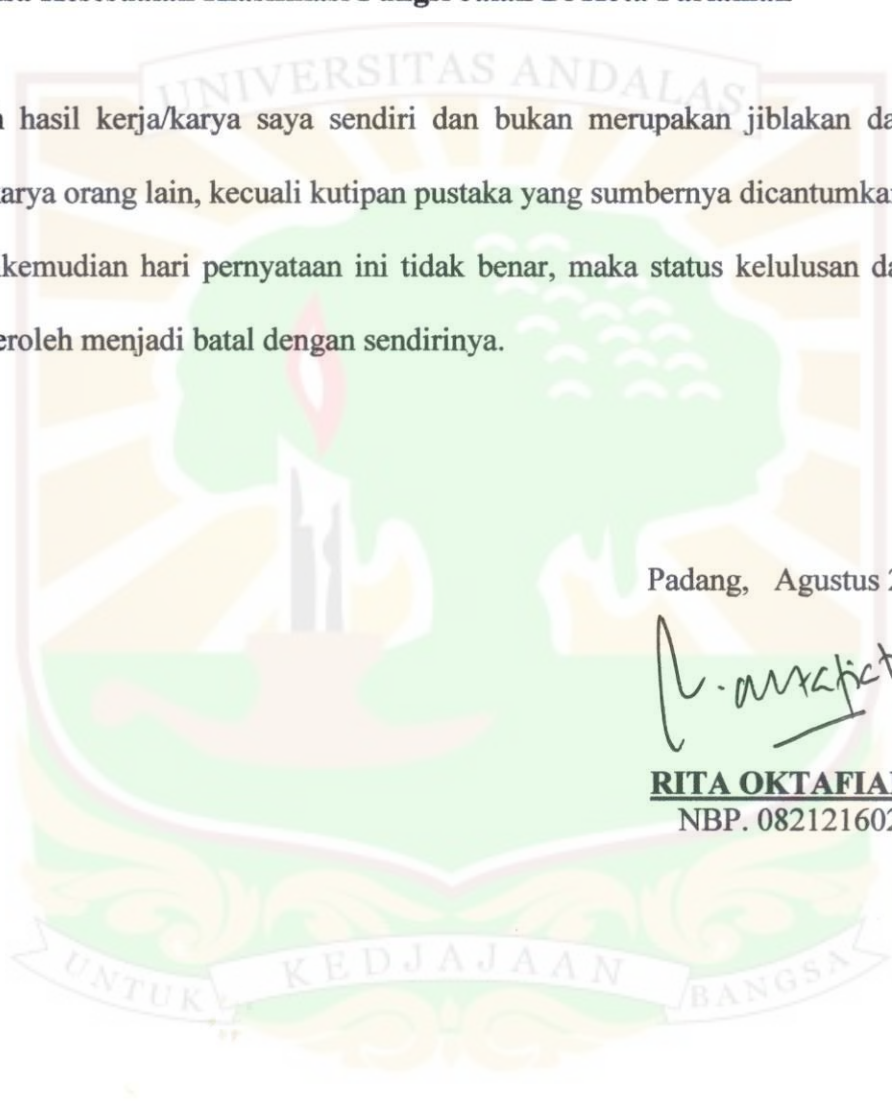 UNIVERSITAS ANDALAS
hasil kerja/karya saya sendiri dan bukan merupakan jiblakan da
arya orang lain, kecuali kutipan pustaka yang sumbernya dicantumkan
kemudian hari pernyataan ini tidak benar, maka status kelulusan da
eroleh menjadi batal dengan sendirinya.
Padang, Agustus 2
RITA OKTAFIA
NBP. 082121602
UNTUK KEDJAJAAN BANGSA